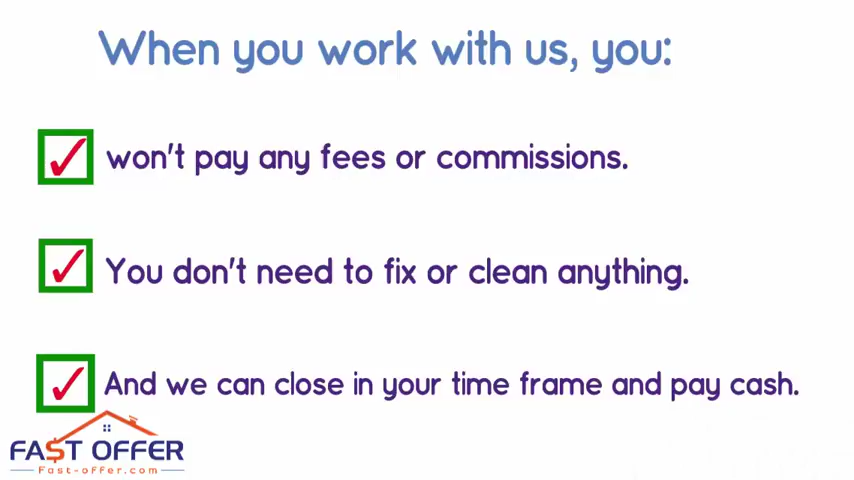 When you work with us, you:
won't pay any fees or commissions.
You don't need to fix or clean anything.
And we can close in your time frame and pay cash.
FA$T OFFER
Fast-offer.com